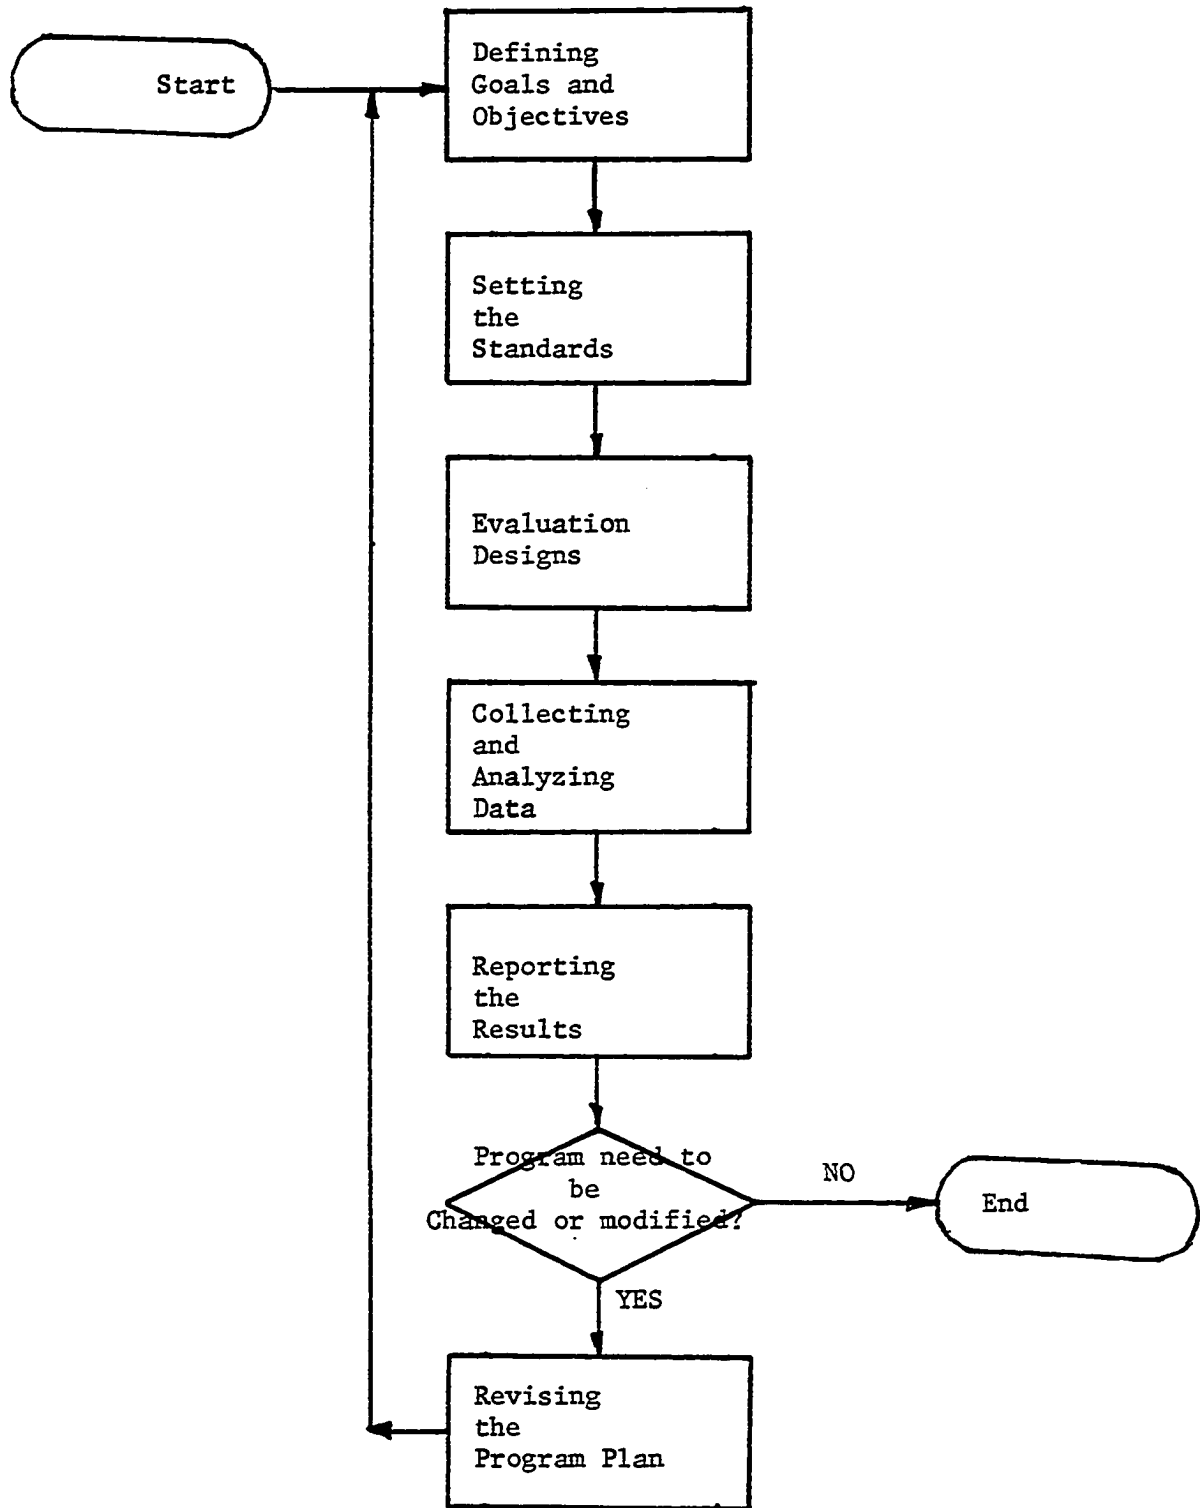 Start
Defining
Goals and
Objectives
Setting
the
Standards
Evaluation
Designs
Collecting
and
Analyzing
Data
Reporting
the
Results
Program need to
be
Changed or modified?
NO
End
YES
Revising
the
Program Plan